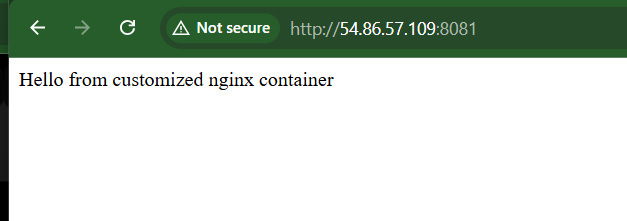 Not secure http://54.86.57.109:8081
Hello from customized nginx container